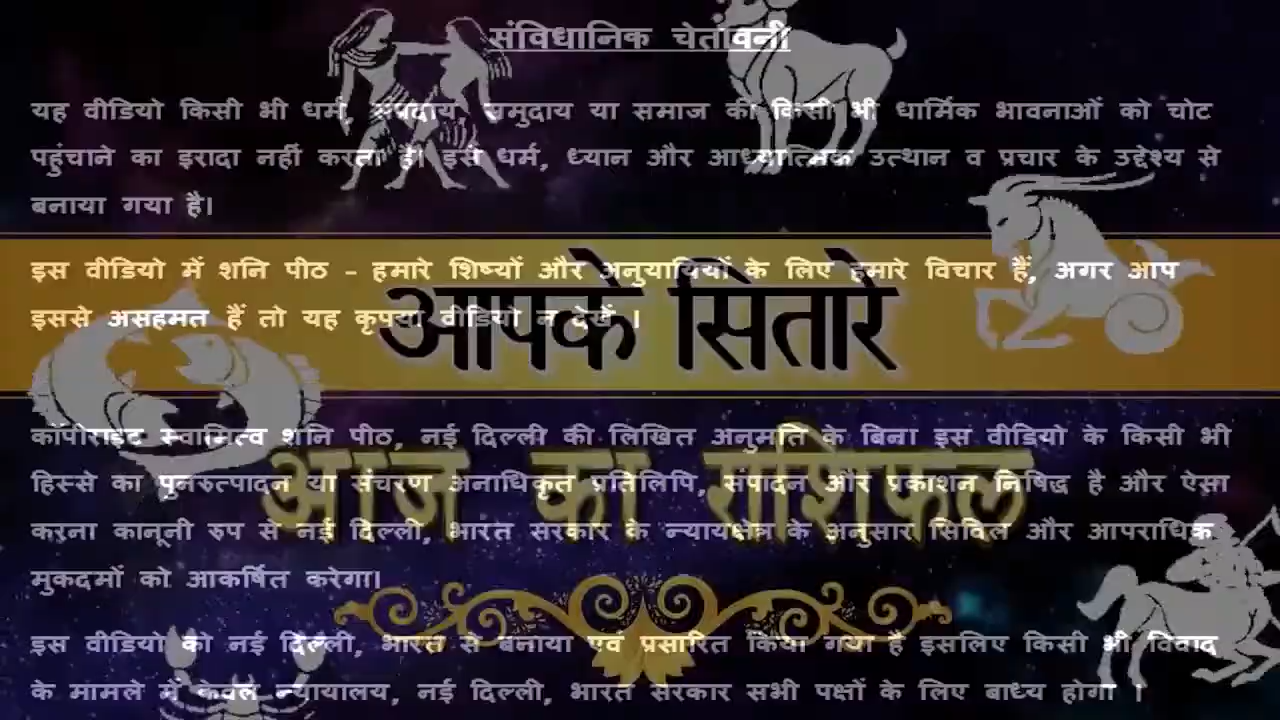 संविधानिक चेतावनी
यह वीडियो किसी भी धर्म, संप्रदाय समुदाय या समाज की किसी भी धार्मिक भावनाओं को चोट
पहुंचाने का इरादा नहीं करता है। इसे धर्म, ध्यान और आध्यात्मिक उत्थान व प्रचार के उद्देश्य से
बनाया गया है।
इस वीडियो में शनि पीठ - हमारे शिष्यों और अनुयायियों के लिए हमारे विचार हैं, अगर आप
इससे असहमत हैं तो यह कृपया वीडियो न देखें ।
आपके सितारे
कॉपीराइट स्वामित्व शनि पीठ, नई दिल्ली की लिखित अनुमति के बिना इस वीडियो के किसी भी
आज का राशिफल
हिस्से का पुनरुत्पादन या संचरण अनाधिकृत प्रतिलिपि, संपादन और प्रकाशन निषिद्ध है और ऐसा
करना कानूनी रुप से नई दिल्ली, भारत सरकार के न्यायक्षेत्र के अनुसार सिविल और आपराधिक
मुकदमों को आकर्षित करेगा।
इस वीडियो को नई दिल्ली, भारत से बनाया एवं प्रसारित किया गया है इसलिए किसी भी विवाद
के मामले में केवल न्यायालय, नई दिल्ली, भारत सरकार सभी पक्षों के लिए बाध्य होगा ।